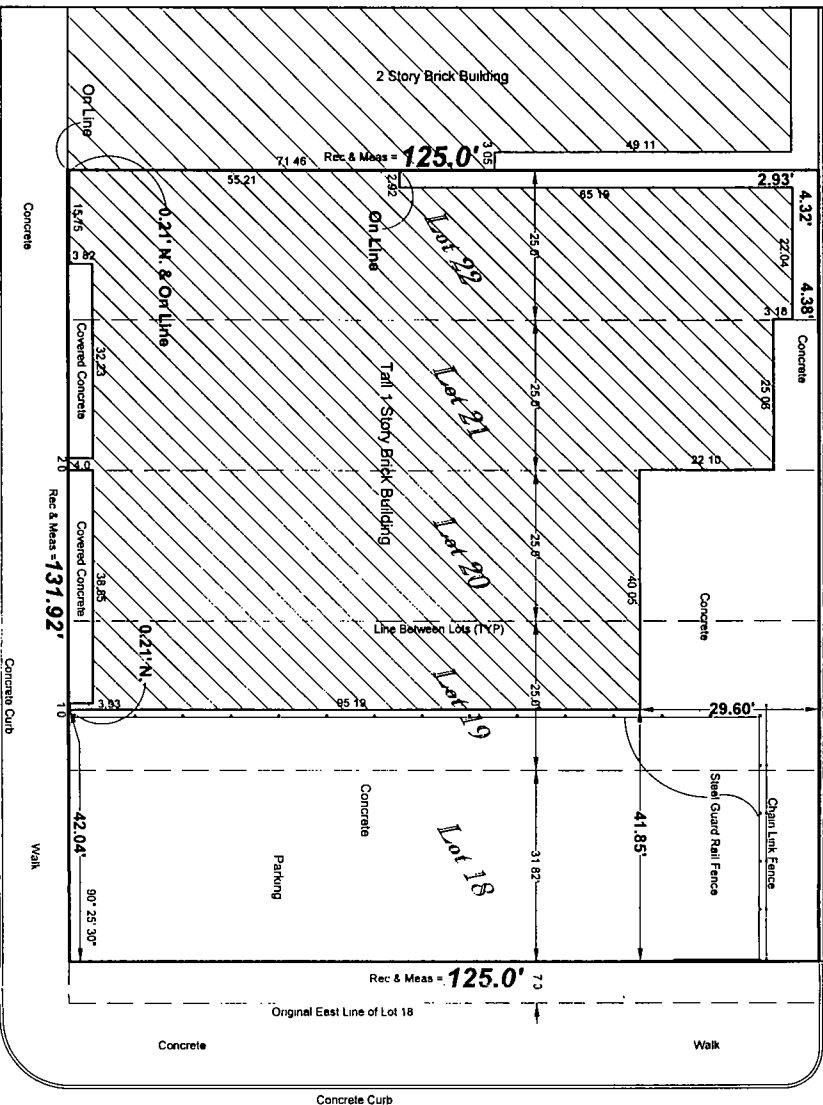 2 Story Brick Building
On Line
Rec & Meas = 125.0'
71.46
3.05
49.11
55.21
2.92
65.19
2.93'
4.32'
22.04
4.38'
3.18
On Line
Lot 22
25.0'
15.75
3.82
0.21' N. & On Line
Concrete
Concrete
Covered Concrete
32.23
Tall 1 Story Brick Building
Lot 21
25.0'
25.06
22.10
2.0
4.0
Rec & Meas = 131.92'
Covered Concrete
38.85
Lot 20
25.0'
40.05
Concrete
Line Between Lots (TYP)
0.21' N.
3.93
1.0
95.19
Lot 19
25.0'
29.60'
Concrete Curb
42.04'
Concrete
Lot 18
31.82'
41.85'
Steel Guard Rail Fence
Chain Link Fence
Walk
90° 25' 30"
Parking
Rec & Meas = 125.0'
Original East Line of Lot 18
Concrete
Walk
Concrete Curb